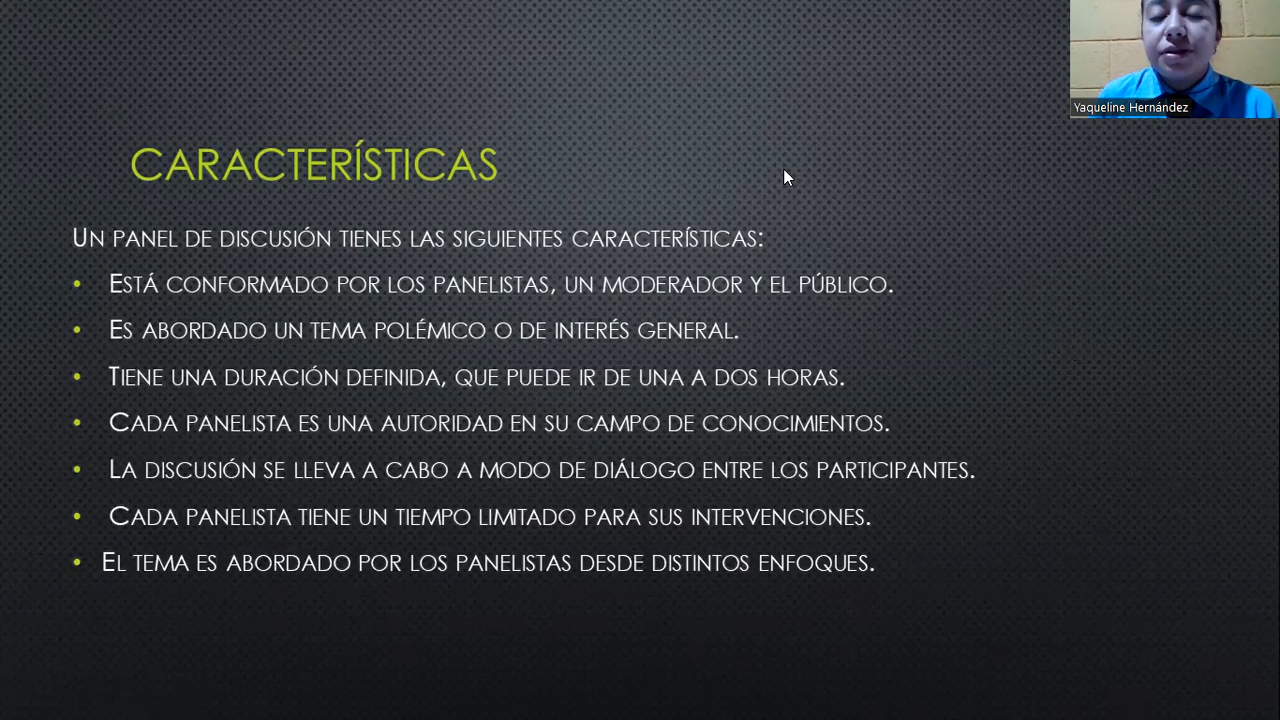 Yaqueline Hernández
CARACTERÍSTICAS
UN PANEL DE DISCUSIÓN TIENES LAS SIGUIENTES CARACTERÍSTICAS:
• ESTÁ CONFORMADO POR LOS PANELISTAS, UN MODERADOR Y EL PÚBLICO.
• ES ABORDADO UN TEMA POLÉMICO O DE INTERÉS GENERAL.
• TIENE UNA DURACIÓN DEFINIDA, QUE PUEDE IR DE UNA A DOS HORAS.
• CADA PANELISTA ES UNA AUTORIDAD EN SU CAMPO DE CONOCIMIENTOS.
• LA DISCUSIÓN SE LLEVA A CABO A MODO DE DIÁLOGO ENTRE LOS PARTICIPANTES.
• CADA PANELISTA TIENE UN TIEMPO LIMITADO PARA SUS INTERVENCIONES.
• EL TEMA ES ABORDADO POR LOS PANELISTAS DESDE DISTINTOS ENFOQUES.